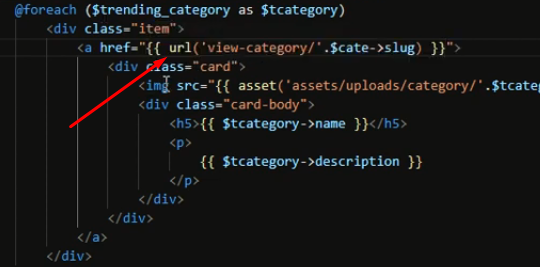 @foreach ($trending_category as $tcategory)
<div class="item">
<a href="{{ url('view-category/'.$cate->slug) }}">
<div class="card">
<img src="{{ asset('assets/uploads/category/'.$tcateg
<div class="card-body">
<h5>{{ $tcategory->name }}</h5>
<p>
{{ $tcategory->description }}
</p>
</div>
</div>
</a>
</div>